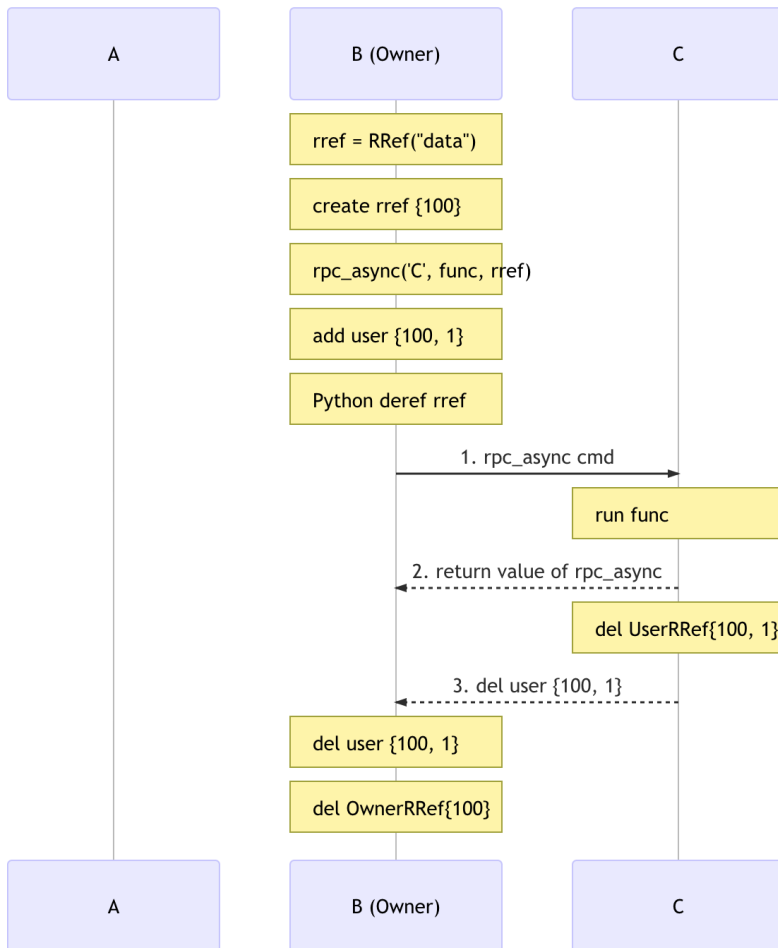 A
B (Owner)
C
rref = RRef("data")
create rref {100}
rpc_async('C', func, rref)
add user {100, 1}
Python deref rref
1. rpc_async cmd
run func
2. return value of rpc_async
del UserRRef{100, 1}
3. del user {100, 1}
del user {100, 1}
del OwnerRRef{100}
A
B (Owner)
C